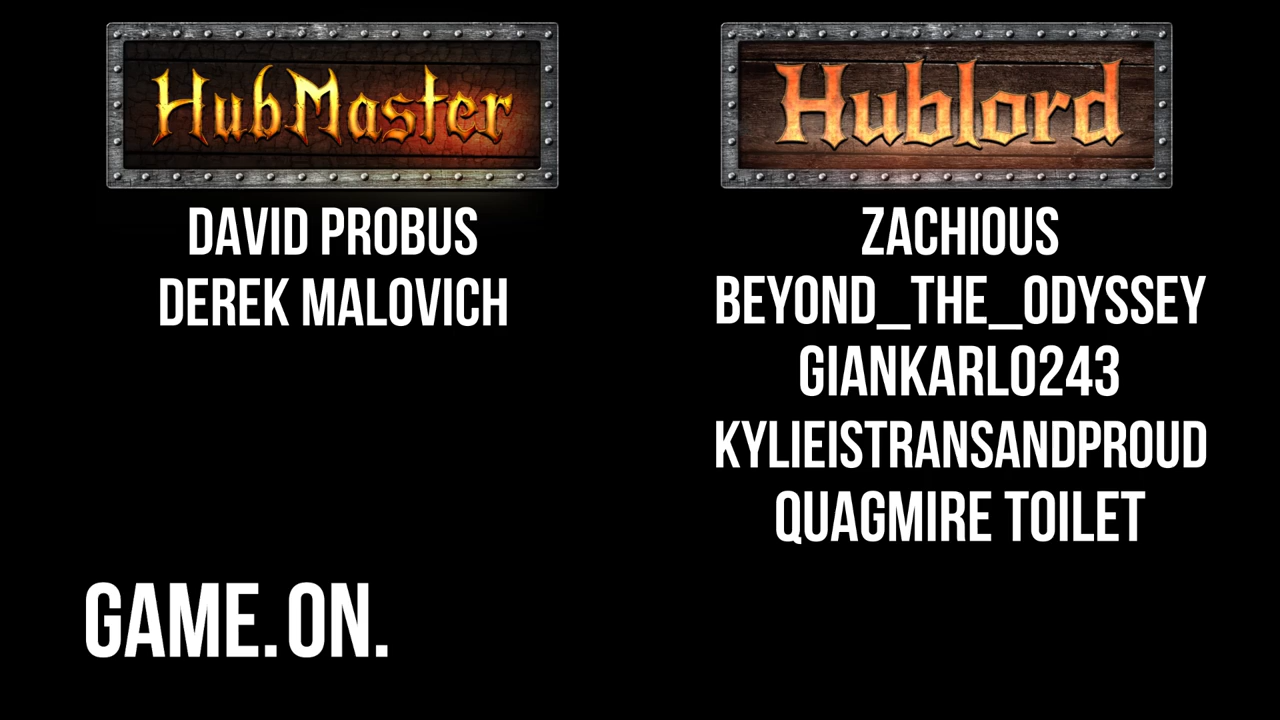 HubMaster
DAVID PROBUS
DEREK MALOVICH
Hublord
ZACHIOUS
BEYOND_THE_ODYSSEY
GIANKARLO243
KYLIEISTRANSANDPROUD
QUAGMIRE TOILET
GAME. ON.